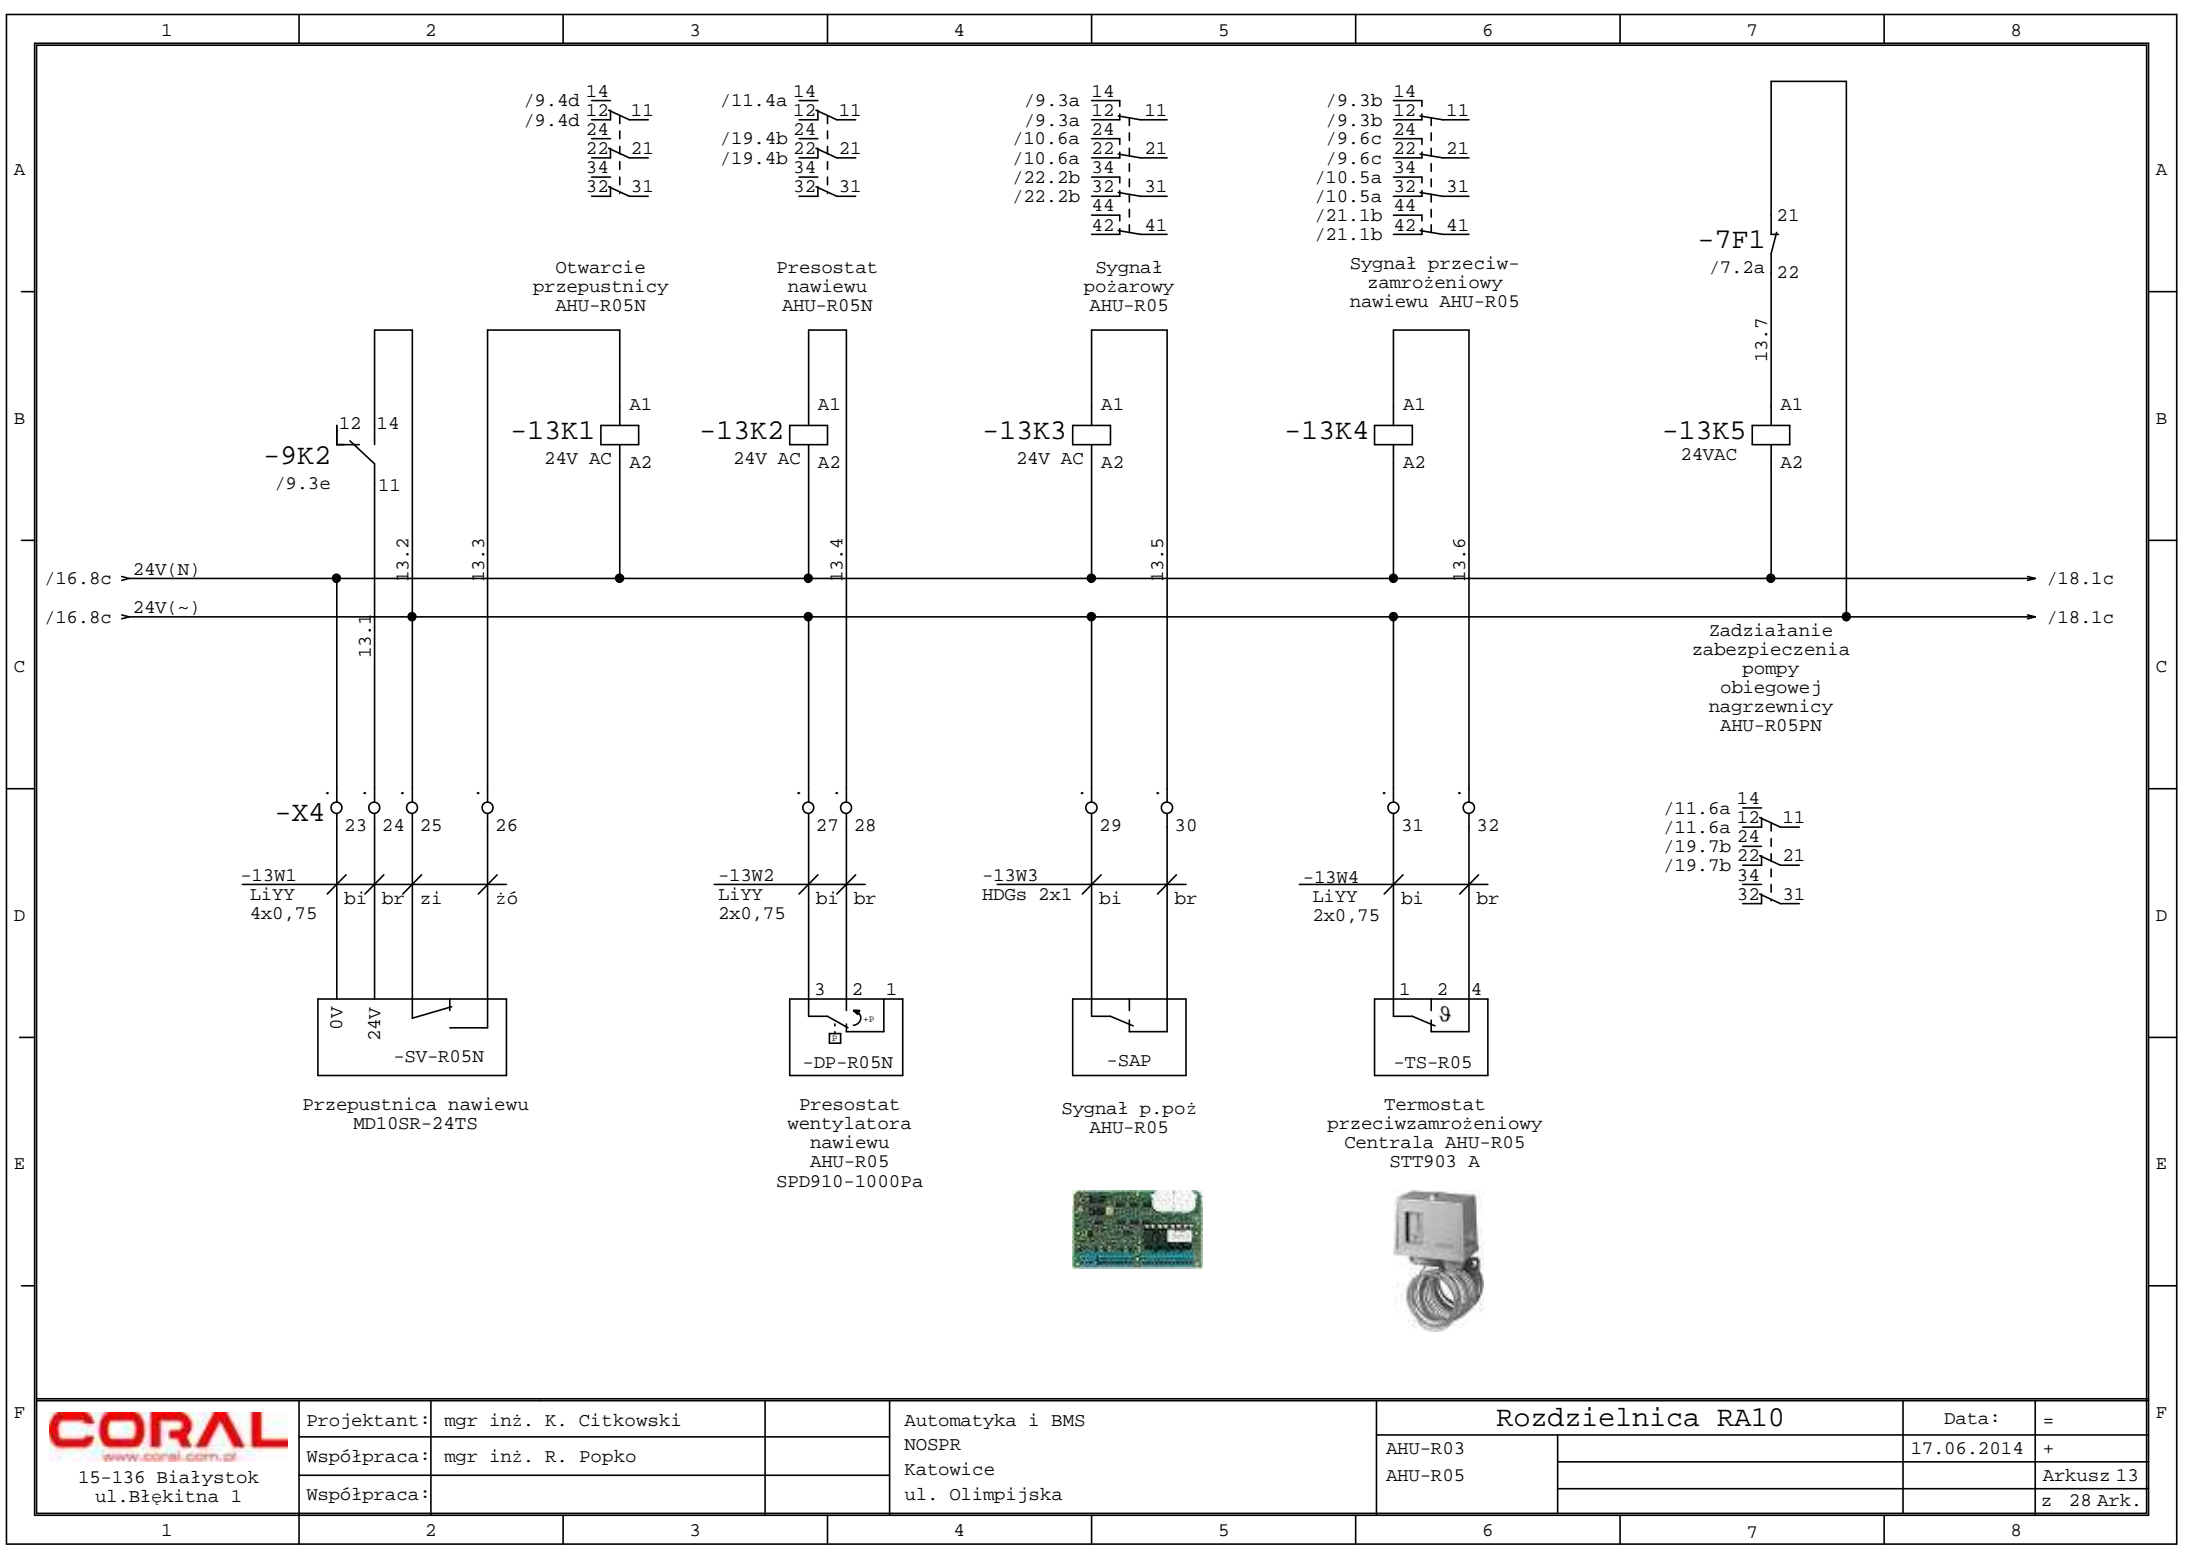 1 2 3 4 5 6 7 8
A
B
C
D
E
F
/9.4d 14
/9.4d 12 11
24
22 21
34
32 31
Otwarcie
przepustnicy
AHU-R05N
/11.4a 14
12 11
/19.4b 24
/19.4b 22 21
34
32 31
Presostat
nawiewu
AHU-R05N
/9.3a 14
/9.3a 12 11
/10.6a 24
/10.6a 22 21
/22.2b 34
/22.2b 32 31
44
42 41
Sygnał
pożarowy
AHU-R05
/9.3b 14
/9.3b 12 11
/9.6c 24
/9.6c 22 21
/10.5a 34
/10.5a 32 31
/21.1b 44
/21.1b 42 41
Sygnał przeciw-
zamrożeniowy
nawiewu AHU-R05
21
-7F1
/7.2a 22
13.7
12 14
-9K2
/9.3e
11
A1
-13K1
24V AC A2
A1
-13K2
24V AC A2
A1
-13K3
24V AC A2
A1
-13K4
A2
A1
-13K5
24VAC
A2
13.1
13.2
13.3
13.4
13.5
13.6
/16.8c 24V(N) /18.1c
/16.8c 24V(~) /18.1c
Zadziałanie
zabezpieczenia
pompy
obiegowej
nagrzewnicy
AHU-R05PN
/11.6a 14
/11.6a 12 11
/19.7b 24
/19.7b 22 21
34
32 31
-X4 23 24 25 26 27 28 29 30 31 32
-13W1
LiYY
4x0,75
bi br zi żó
-13W2
LiYY
2x0,75
bi br
-13W3
HDGs 2x1
bi br
-13W4
LiYY
2x0,75
bi br
0V
24V
-SV-R05N
Przepustnica nawiewu
MD10SR-24TS
3 2 1
+P
P
-DP-R05N
Presostat
wentylatora
nawiewu
AHU-R05
SPD910-1000Pa
-SAP
Sygnał p.poż
AHU-R05
1 2 4
ϑ
-TS-R05
Termostat
przeciwzamrożeniowy
Centrala AHU-R05
STT903 A
A
B
C
D
E
F
CORAL
www.coral.com.pl
15-136 Białystok
ul.Błękitna 1
Projektant: mgr inż. K. Citkowski
Współpraca: mgr inż. R. Popko
Współpraca:
Automatyka i BMS
NOSPR
Katowice
ul. Olimpijska
Rozdzielnica RA10
AHU-R03
AHU-R05
Data:
17.06.2014
=
+
Arkusz 13
z 28 Ark.
1 2 3 4 5 6 7 8